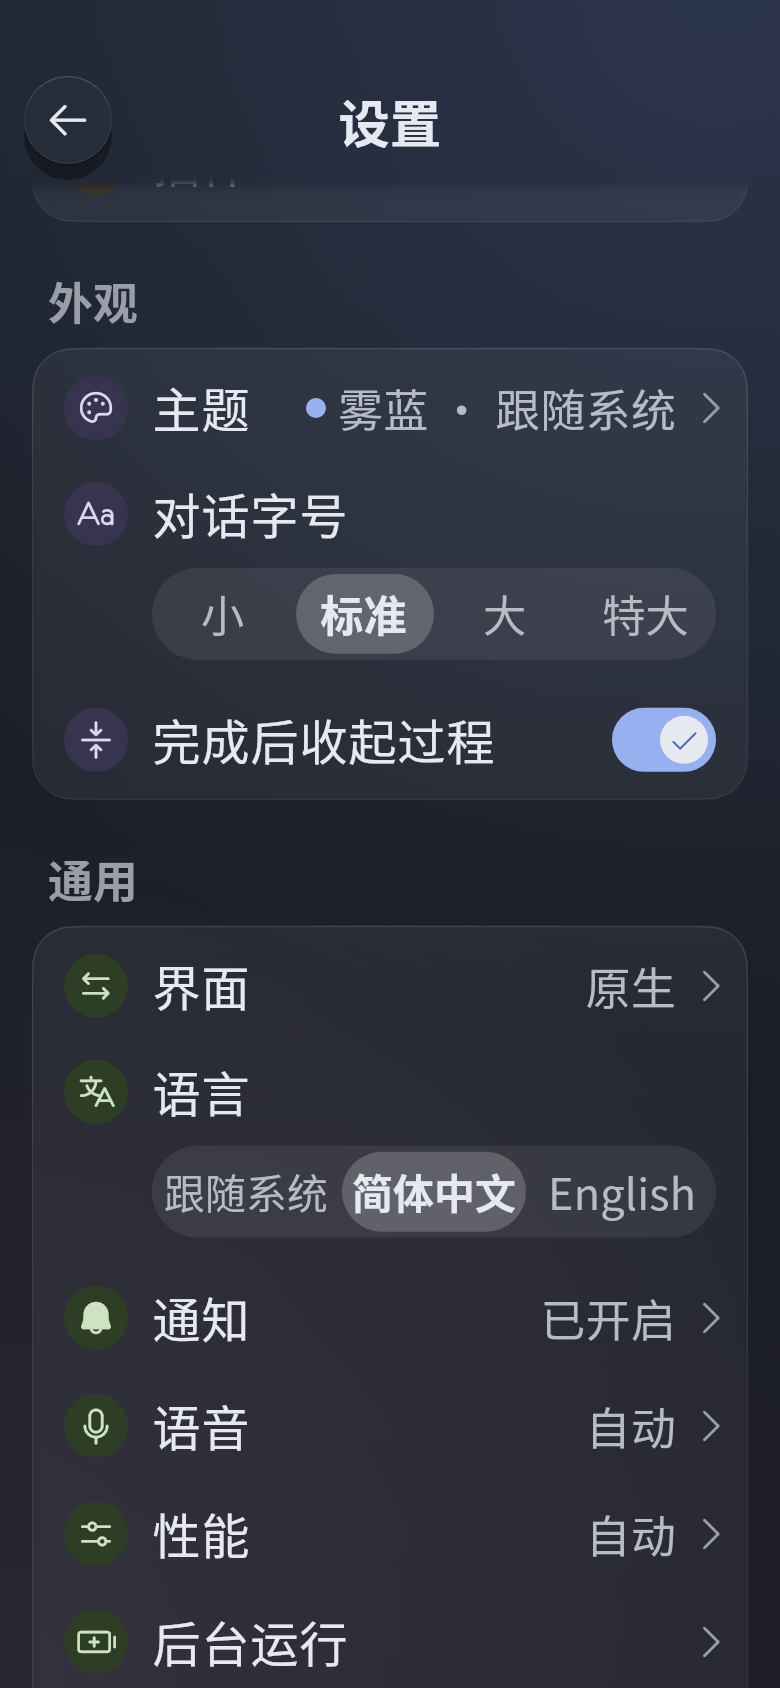 设置
外观
主题 雾蓝 · 跟随系统
Aa 对话字号
小 标准 大 特大
完成后收起过程
通用
界面 原生
文A 语言
跟随系统 简体中文 English
通知 已开启
语音 自动
性能 自动
后台运行